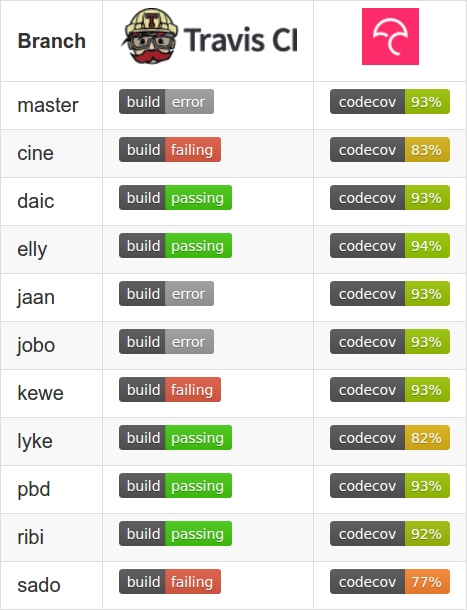 Branch Travis CI
master build error codecov 93%
cine build failing codecov 83%
daic build passing codecov 93%
elly build passing codecov 94%
jaan build error codecov 93%
jobo build error codecov 93%
kewe build failing codecov 93%
lyke build passing codecov 82%
pbd build passing codecov 93%
ribi build passing codecov 92%
sado build failing codecov 77%